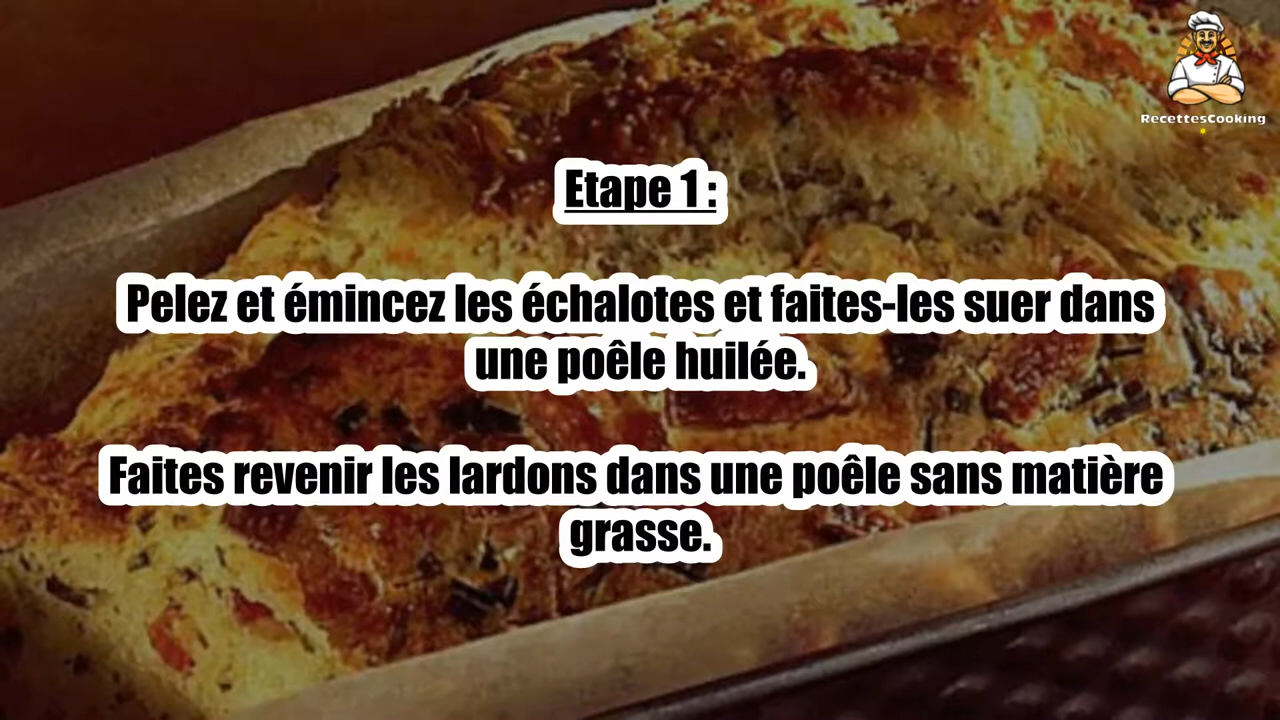 RecettesCooking
Etape 1 :
Pelez et émincez les échalotes et faites-les suer dans
une poêle huilée.
Faites revenir les lardons dans une poêle sans matière
grasse.